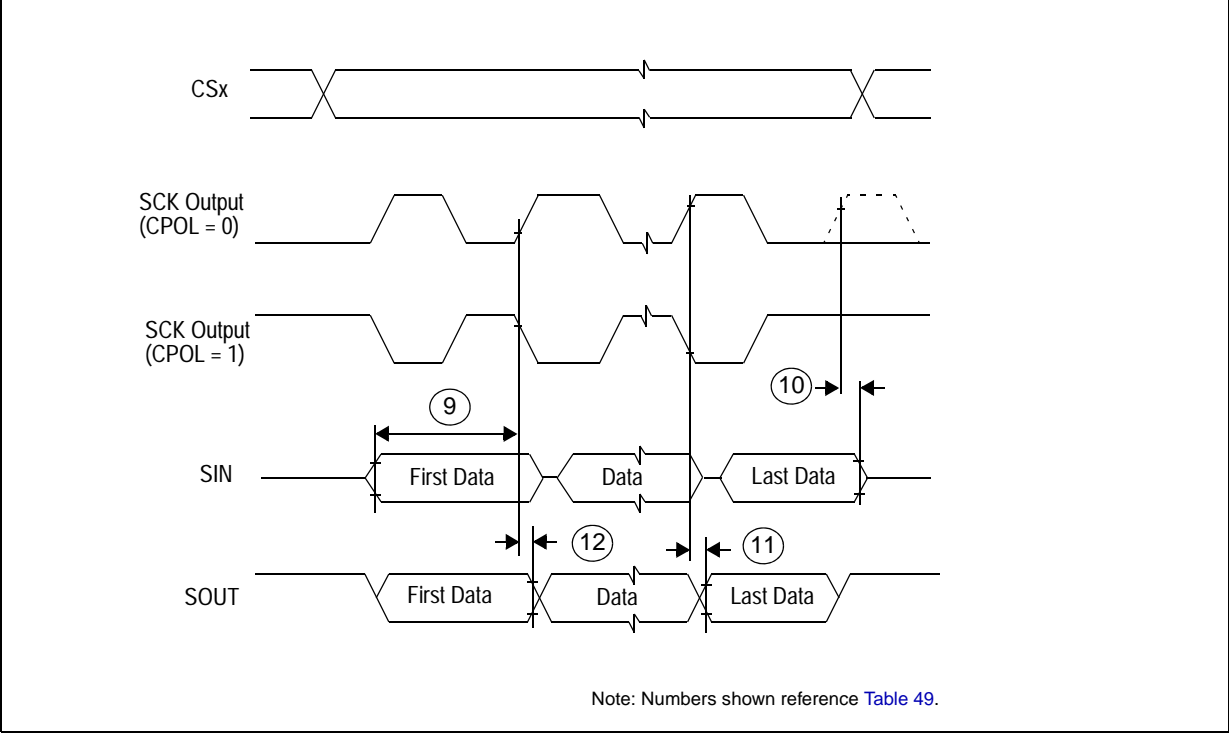 CSx
SCK Output
(CPOL = 0)
SCK Output
(CPOL = 1)
10
9
SIN
First Data
Data
Last Data
12
11
SOUT
First Data
Data
Last Data
Note: Numbers shown reference Table 49.